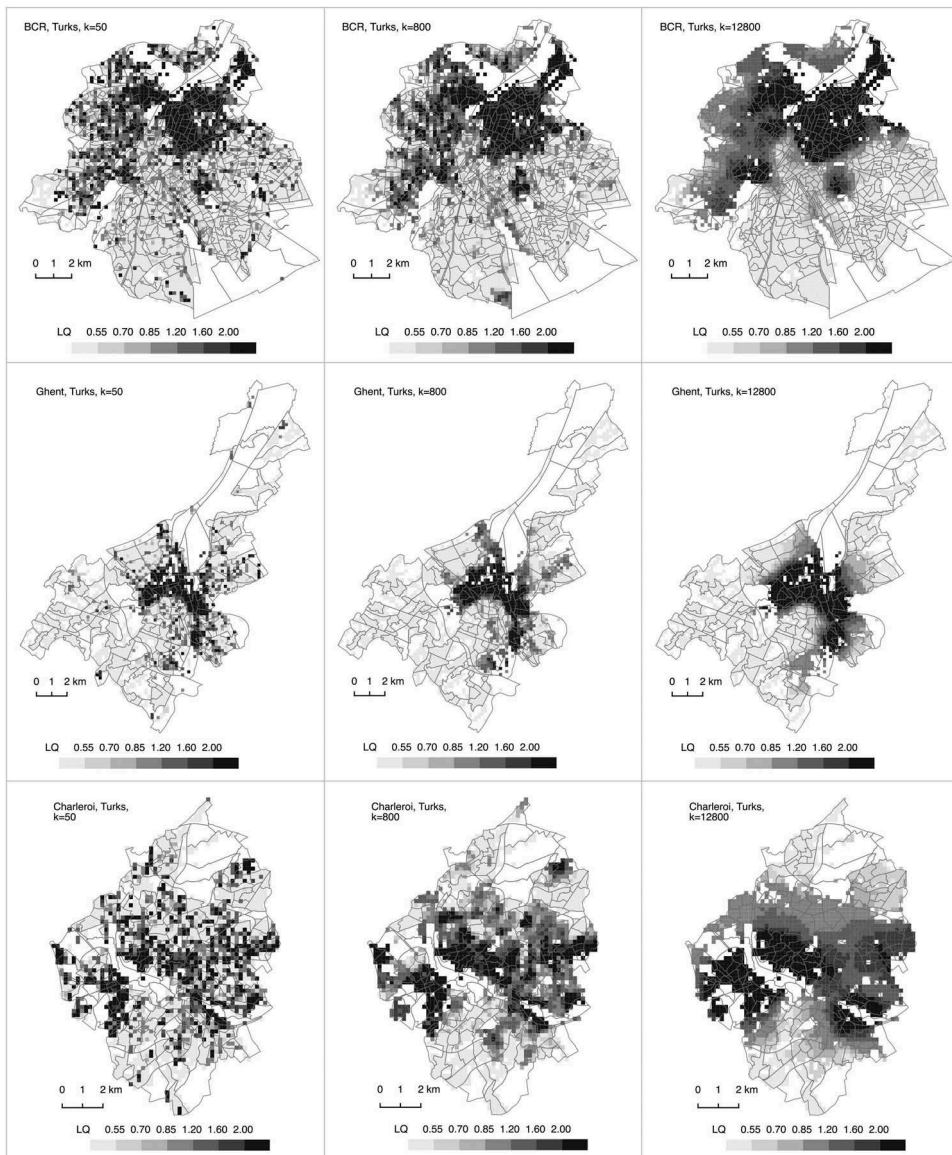 BCR, Turks, k=50
0 1 2 km
LQ 0.55 0.70 0.85 1.20 1.60 2.00
BCR, Turks, k=800
0 1 2 km
LQ 0.55 0.70 0.85 1.20 1.60 2.00
BCR, Turks, k=12800
0 1 2 km
LQ 0.55 0.70 0.85 1.20 1.60 2.00
Ghent, Turks, k=50
0 1 2 km
LQ 0.55 0.70 0.85 1.20 1.60 2.00
Ghent, Turks, k=800
0 1 2 km
LQ 0.55 0.70 0.85 1.20 1.60 2.00
Ghent, Turks, k=12800
0 1 2 km
LQ 0.55 0.70 0.85 1.20 1.60 2.00
Charleroi, Turks,
k=50
0 1 2 km
LQ 0.55 0.70 0.85 1.20 1.60 2.00
Charleroi, Turks,
k=800
0 1 2 km
LQ 0.55 0.70 0.85 1.20 1.60 2.00
Charleroi, Turks,
k=12800
0 1 2 km
LQ 0.55 0.70 0.85 1.20 1.60 2.00